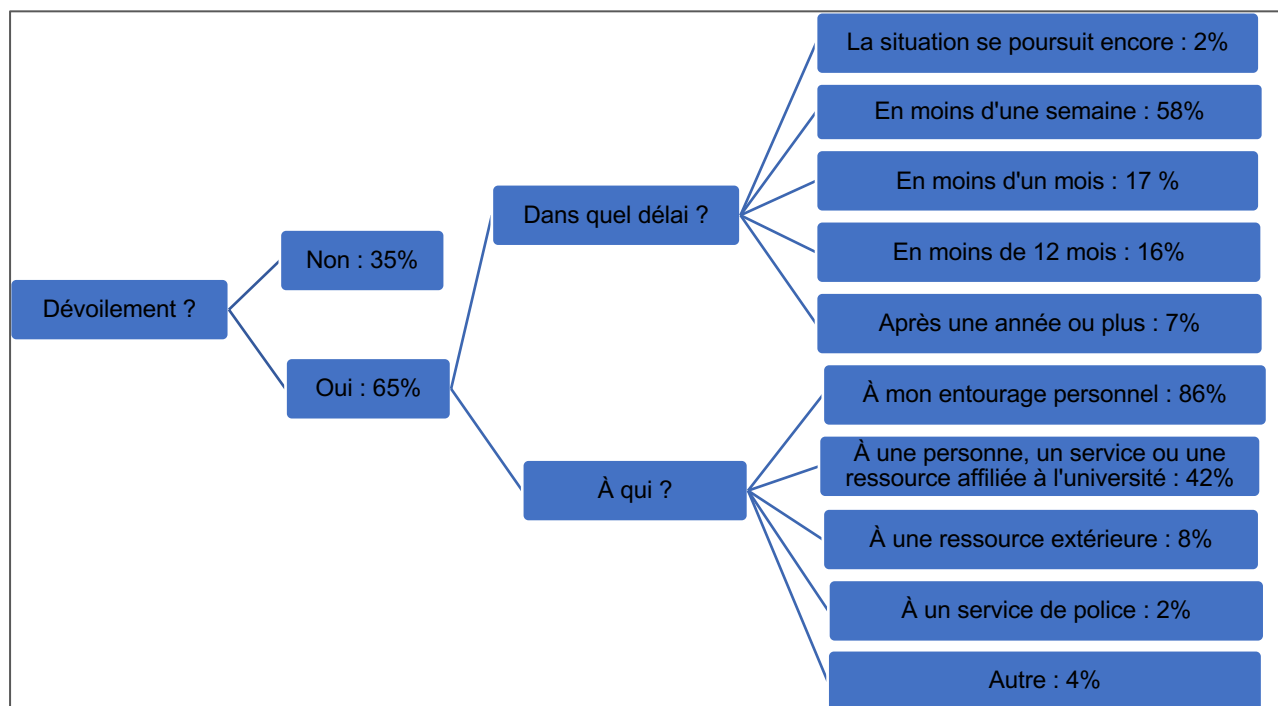 Dévoilement ?
Non : 35%
Oui : 65%
Dans quel délai ?
La situation se poursuit encore : 2%
En moins d'une semaine : 58%
En moins d'un mois : 17 %
En moins de 12 mois : 16%
Après une année ou plus : 7%
À qui ?
À mon entourage personnel : 86%
À une personne, un service ou une
ressource affiliée à l'université : 42%
À une ressource extérieure : 8%
À un service de police : 2%
Autre : 4%